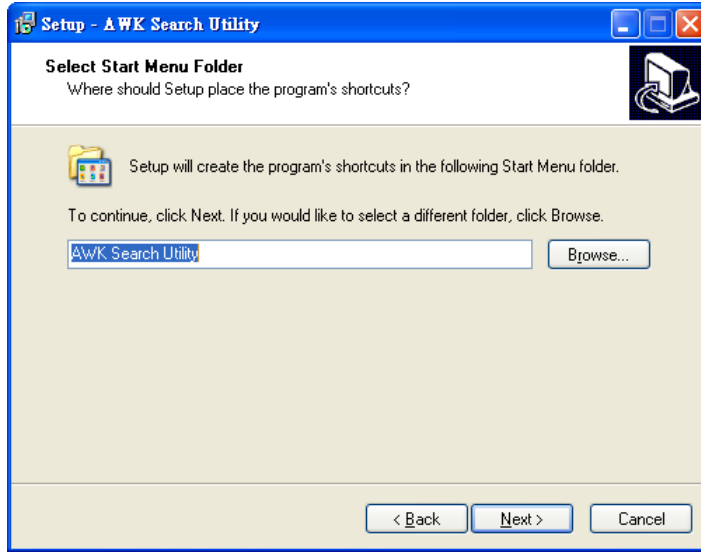 Setup - AWK Search Utility
Select Start Menu Folder
Where should Setup place the program's shortcuts?
Setup will create the program's shortcuts in the following Start Menu folder.
To continue, click Next. If you would like to select a different folder, click Browse.
AWK Search Utility
Browse...
< Back
Next >
Cancel